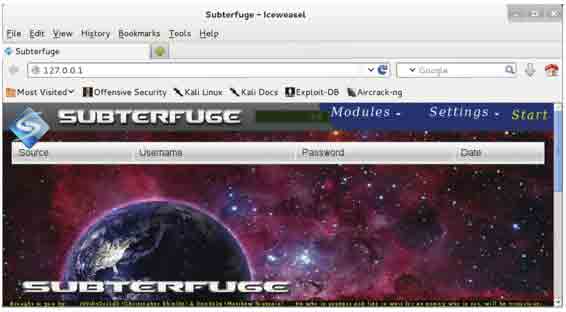 Subterfuge - Iceweasel
File Edit View History Bookmarks Tools Help
Subterfuge
127.0.0.1 Google
Most Visited Offensive Security Kali Linux Kali Docs Exploit-DB Aircrack-ng
SUBTERFUGE Modules Settings Start
Source Username Password Date
SUBTERFUGE